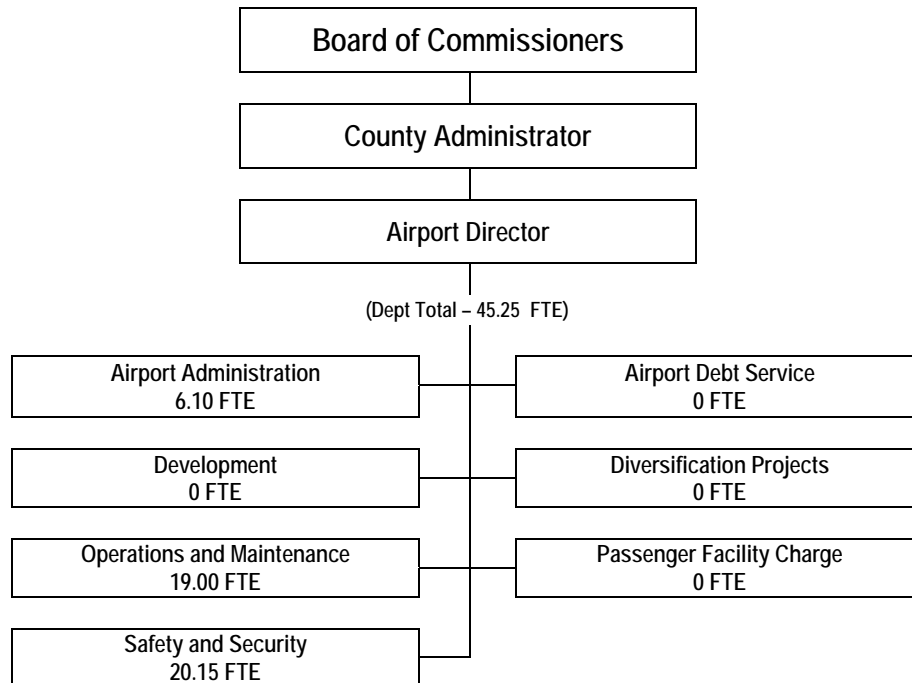 Board of Commissioners
County Administrator
Airport Director
(Dept Total – 45.25 FTE)
Airport Administration
6.10 FTE
Airport Debt Service
0 FTE
Development
0 FTE
Diversification Projects
0 FTE
Operations and Maintenance
19.00 FTE
Passenger Facility Charge
0 FTE
Safety and Security
20.15 FTE